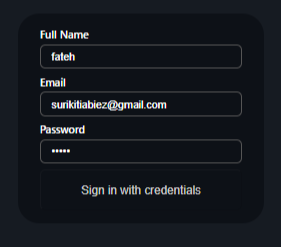 Full Name
fateh
Email
surikitiabiez@gmail.com
Password
•••••
Sign in with credentials